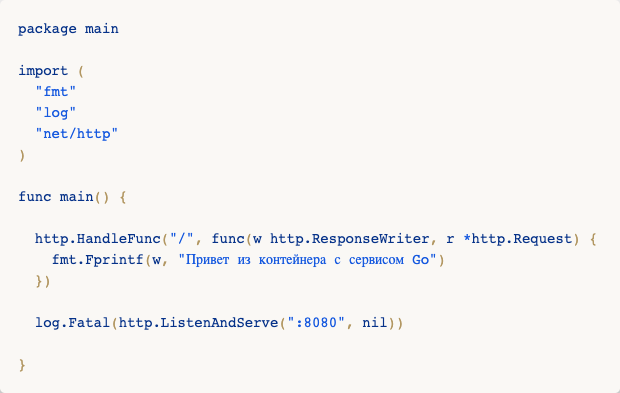 package main
import (
"fmt"
"log"
"net/http"
)
func main() {
http.HandleFunc("/", func(w http.ResponseWriter, r *http.Request) {
fmt.Fprintf(w, "Привет из контейнера с сервисом Go")
})
log.Fatal(http.ListenAndServe(":8080", nil))
}